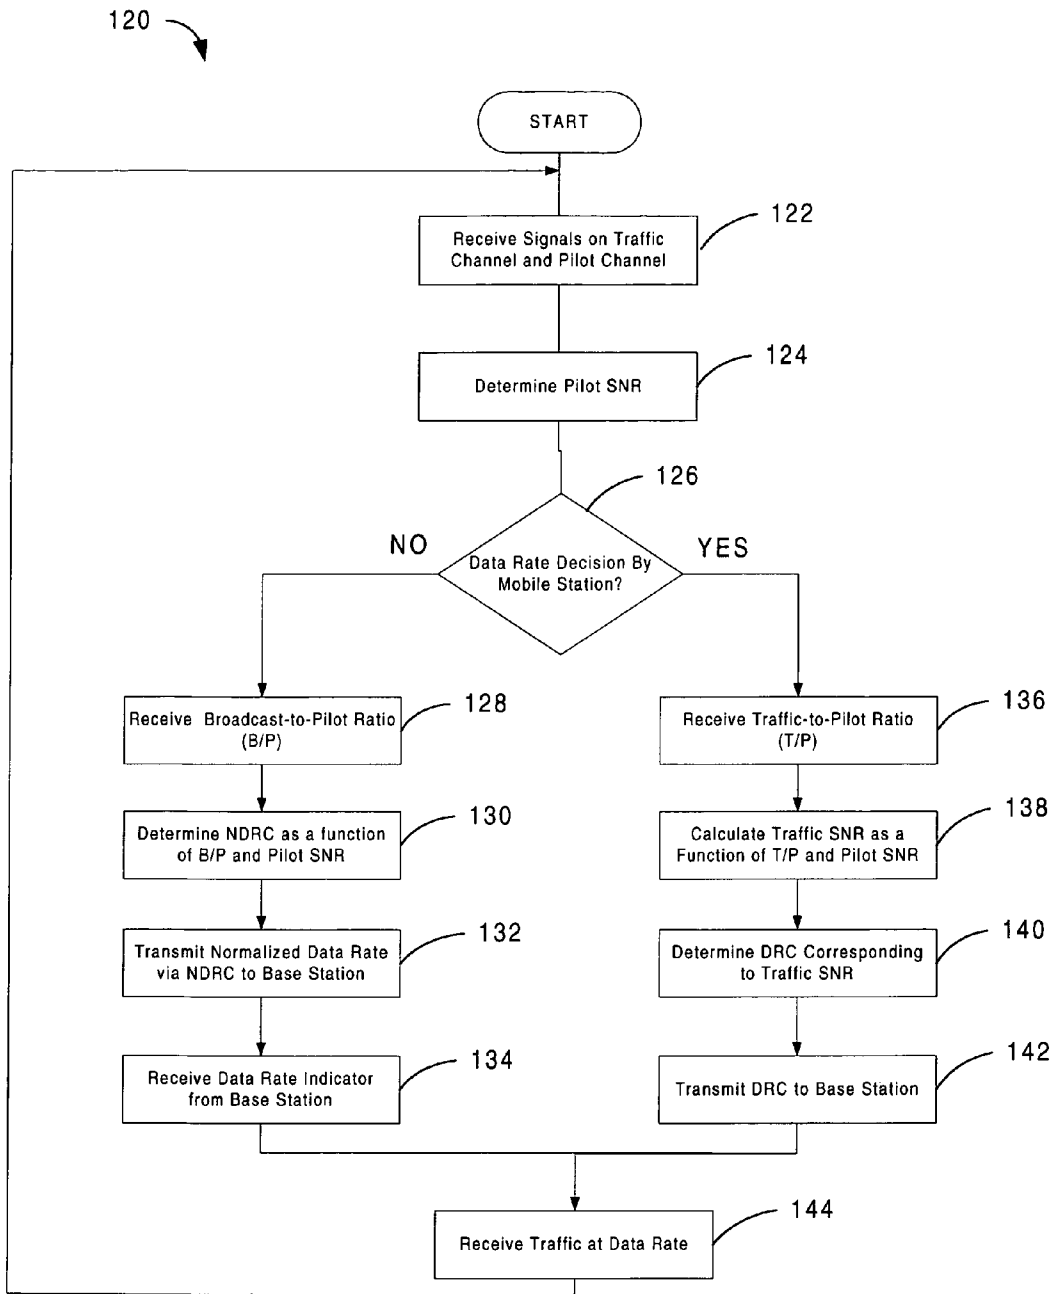 120
START
122
Receive Signals on Traffic
Channel and Pilot Channel
124
Determine Pilot SNR
126
NO
YES
Data Rate Decision By
Mobile Station?
128
Receive Broadcast-to-Pilot Ratio
(B/P)
136
Receive Traffic-to-Pilot Ratio
(T/P)
130
Determine NDRC as a function
of B/P and Pilot SNR
138
Calculate Traffic SNR as a
Function of T/P and Pilot SNR
132
Transmit Normalized Data Rate
via NDRC to Base Station
140
Determine DRC Corresponding
to Traffic SNR
134
Receive Data Rate Indicator
from Base Station
142
Transmit DRC to Base Station
144
Receive Traffic at Data Rate